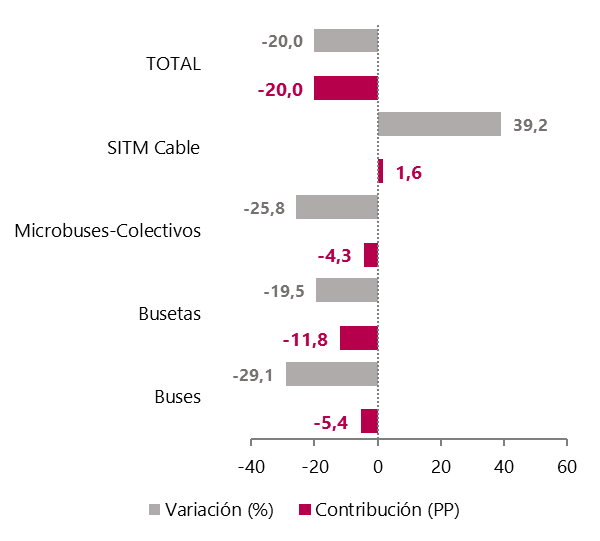 -20,0
TOTAL
-20,0
39,2
SITM Cable
1,6
-25,8
Microbuses-Colectivos
-4,3
-19,5
Busetas
-11,8
-29,1
Buses
-5,4
-40 -20 0 20 40 60
Variación (%) Contribución (PP)